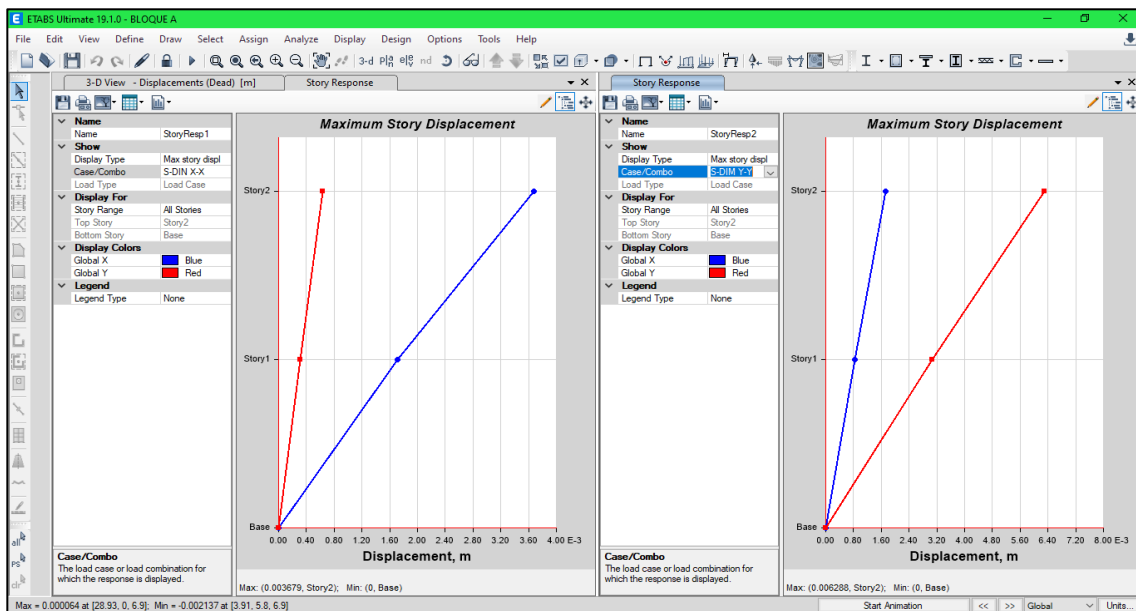 ETABS Ultimate 19.1.0 - BLOQUE A
File Edit View Define Draw Select Assign Analyze Display Design Options Tools Help
3-d Pla ele nd
3-D View - Displacements (Dead) [m]
Story Response
Name
Name StoryResp1
Show
Display Type Max story displ
Case/Combo S-DIN X-X
Load Type Load Case
Display For
Story Range All Stories
Top Story Story2
Bottom Story Base
Display Colors
Global X Blue
Global Y Red
Legend
Legend Type None
Case/Combo
The load case or load combination for
which the response is displayed.
Maximum Story Displacement
Story2
Story1
Base
0.00 0.40 0.80 1.20 1.60 2.00 2.40 2.80 3.20 3.60 4.00 E-3
Displacement, m
Max: (0.003679, Story2); Min: (0, Base)
Story Response
Name
Name StoryResp2
Show
Display Type Max story displ
Case/Combo S-DIM Y-Y
Load Type Load Case
Display For
Story Range All Stories
Top Story Story2
Bottom Story Base
Display Colors
Global X Blue
Global Y Red
Legend
Legend Type None
Case/Combo
The load case or load combination for
which the response is displayed.
Maximum Story Displacement
Story2
Story1
Base
0.00 0.80 1.60 2.40 3.20 4.00 4.80 5.60 6.40 7.20 8.00 E-3
Displacement, m
Max: (0.006288, Story2); Min: (0, Base)
all
PS
clr
Max = 0.000064 at [28.93, 0, 6.9]; Min = -0.002137 at [3.91, 5.8, 6.9]
Start Animation << >> Global Units...